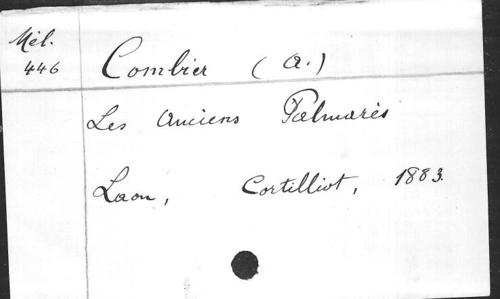 Mél.
446
Combier (A.)
Les Anciens Palmarès
Laon, Cortilliot, 1883.